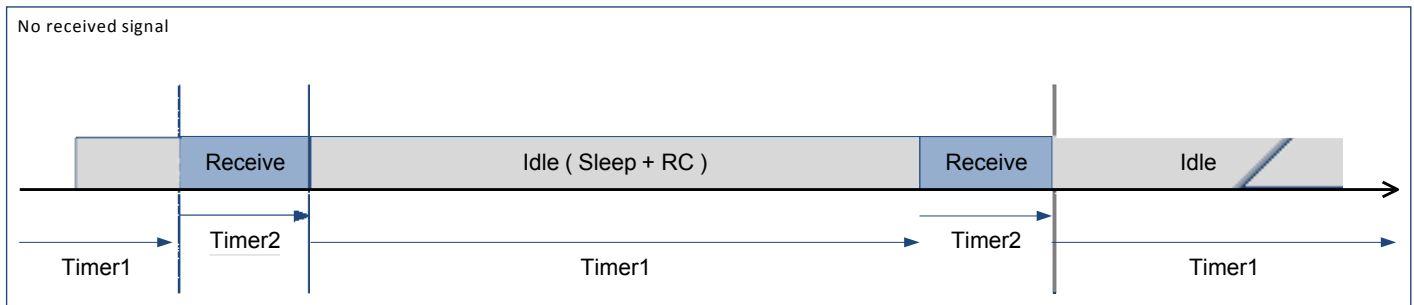 No received signal
Receive
Idle ( Sleep + RC )
Receive
Idle
Timer2
Timer2
Timer1
Timer1
Timer1